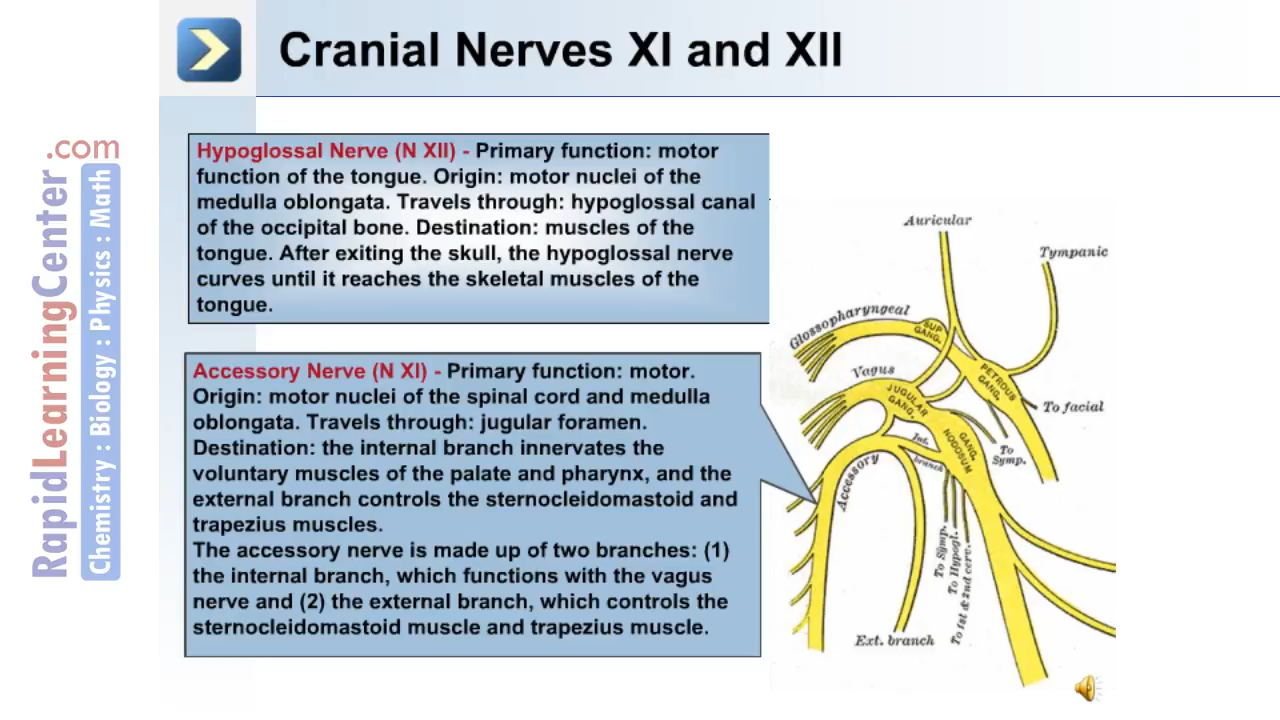 Cranial Nerves XI and XII
RapidLearningCenter.com
Chemistry : Biology : Physics : Math
Hypoglossal Nerve (N XII) - Primary function: motor
function of the tongue. Origin: motor nuclei of the
medulla oblongata. Travels through: hypoglossal canal
of the occipital bone. Destination: muscles of the
tongue. After exiting the skull, the hypoglossal nerve
curves until it reaches the skeletal muscles of the
tongue.
Accessory Nerve (N XI) - Primary function: motor.
Origin: motor nuclei of the spinal cord and medulla
oblongata. Travels through: jugular foramen.
Destination: the internal branch innervates the
voluntary muscles of the palate and pharynx, and the
external branch controls the sternocleidomastoid and
trapezius muscles.
The accessory nerve is made up of two branches: (1)
the internal branch, which functions with the vagus
nerve and (2) the external branch, which controls the
sternocleidomastoid muscle and trapezius muscle.
Auricular
Tympanic
Glossopharyngeal
SUP.
GANG.
PETROUS
GANG.
Vagus
JUGULAR
GANG.
To facial
GANG.
NODOSUM
Int.
branch
To
Symp.
Accessory
To Symp.
To Hypogl.
To 1st & 2nd cerv.
Ext. branch